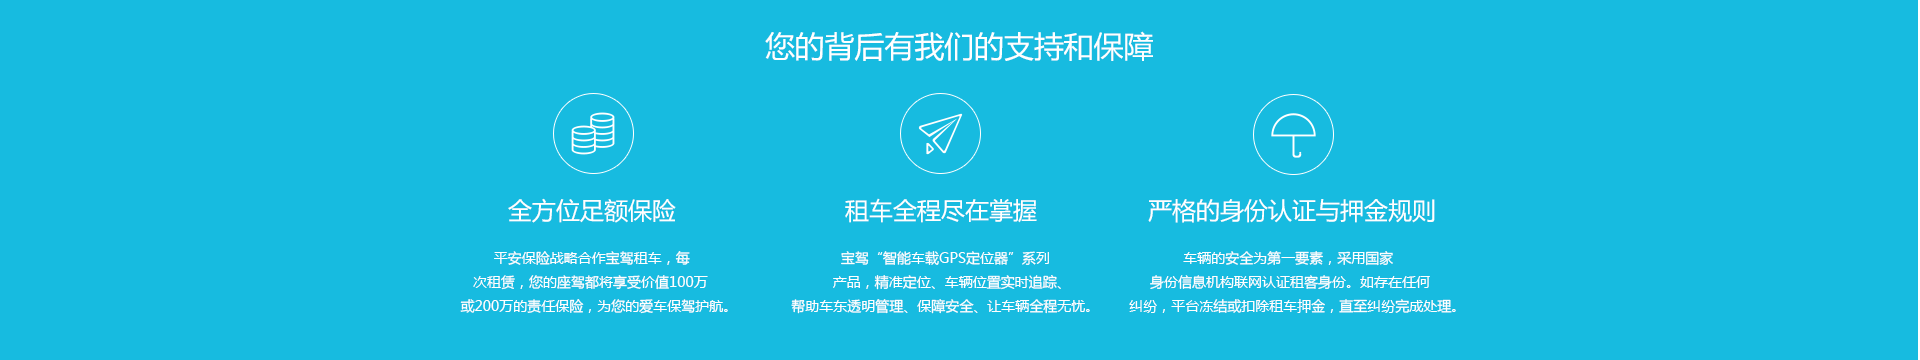 您的背后有我们的支持和保障
全方位足额保险
平安保险战略合作宝驾租车，每
次租赁，您的座驾都将享受价值100万
或200万的责任保险，为您的爱车保驾护航。
租车全程尽在掌握
宝驾“智能车载GPS定位器”系列
产品，精准定位、车辆位置实时追踪、
帮助车东透明管理、保障安全、让车辆全程无忧。
严格的身份认证与押金规则
车辆的安全为第一要素，采用国家
身份信息机构联网认证租客身份。如存在任何
纠纷，平台冻结或扣除租车押金，直至纠纷完成处理。